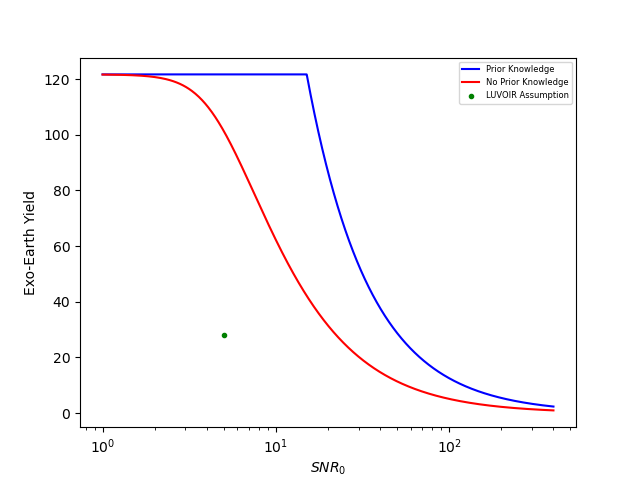 Prior Knowledge
No Prior Knowledge
LUVOIR Assumption
Exo-Earth Yield
120
100
80
60
40
20
0
10^0
10^1
10^2
SNR_0